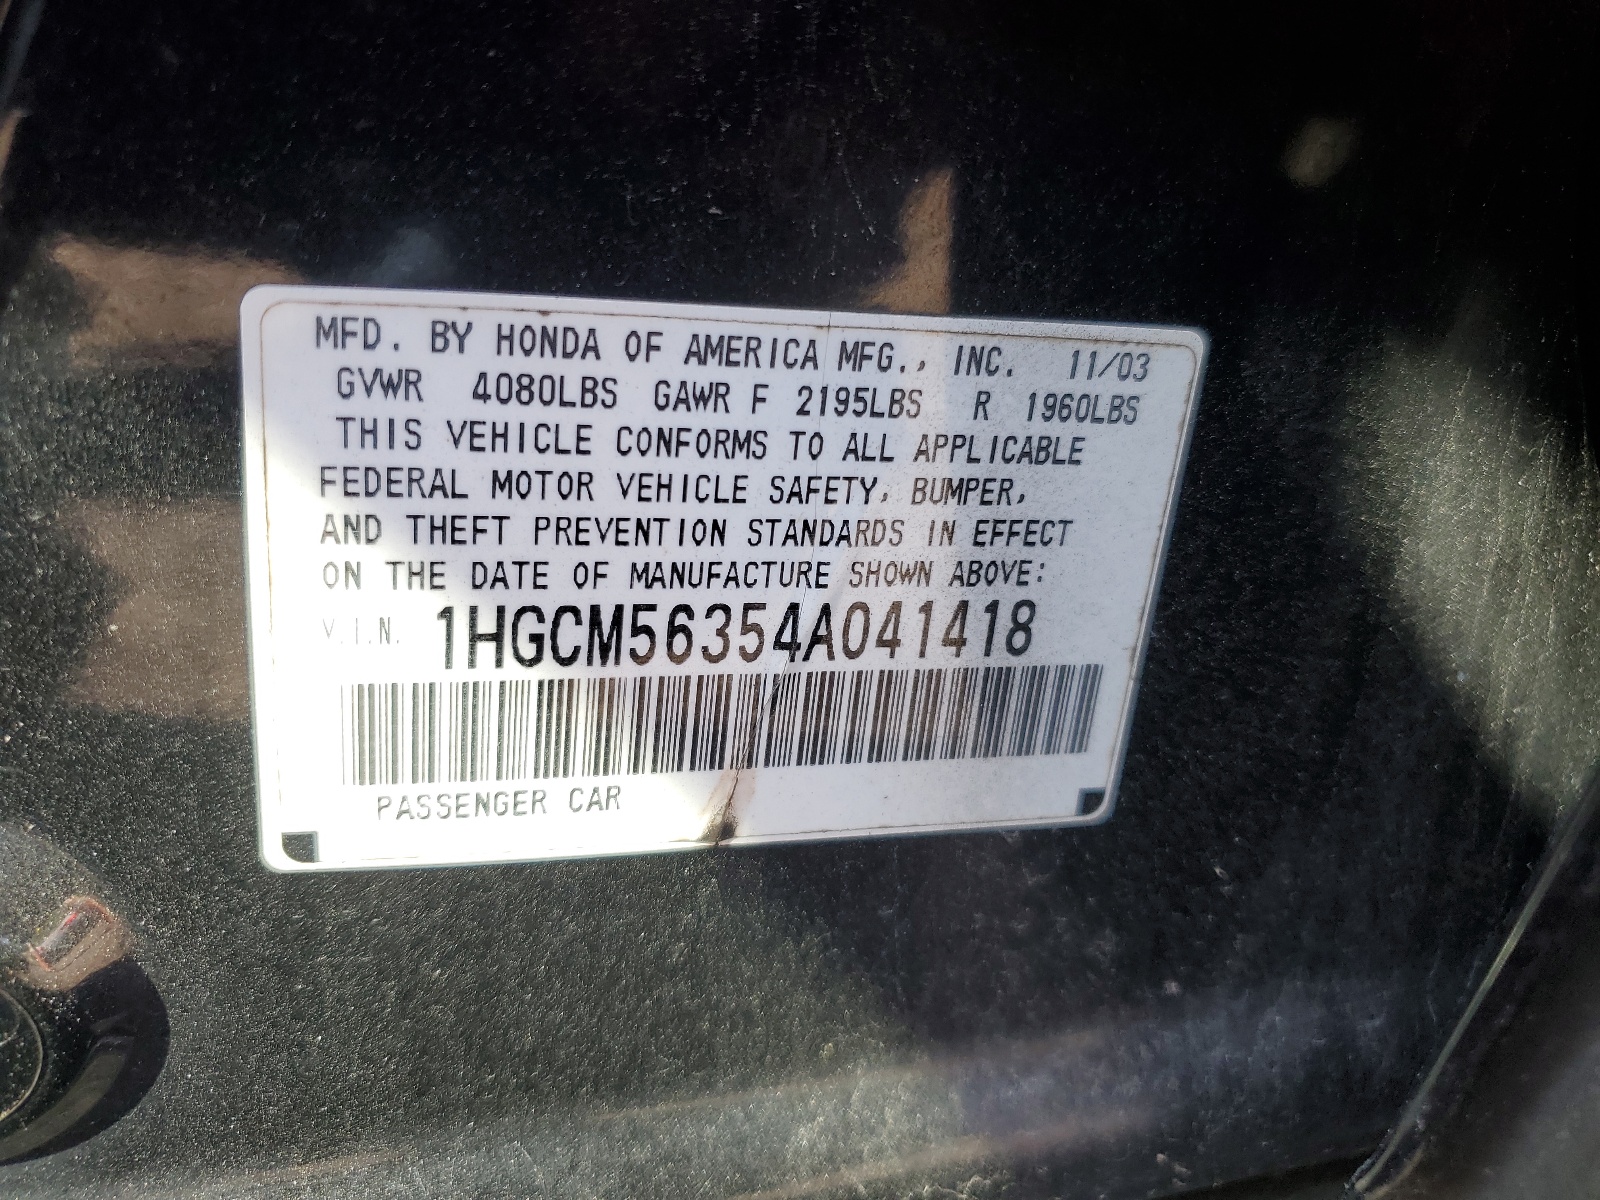 MFD. BY HONDA OF AMERICA MFG., INC. 11/03
GVWR 4080LBS GAWR F 2195LBS R 1960LBS
THIS VEHICLE CONFORMS TO ALL APPLICABLE
FEDERAL MOTOR VEHICLE SAFETY, BUMPER,
AND THEFT PREVENTION STANDARDS IN EFFECT
ON THE DATE OF MANUFACTURE SHOWN ABOVE:
V.I.N. 1HGCM56354A041418
PASSENGER CAR